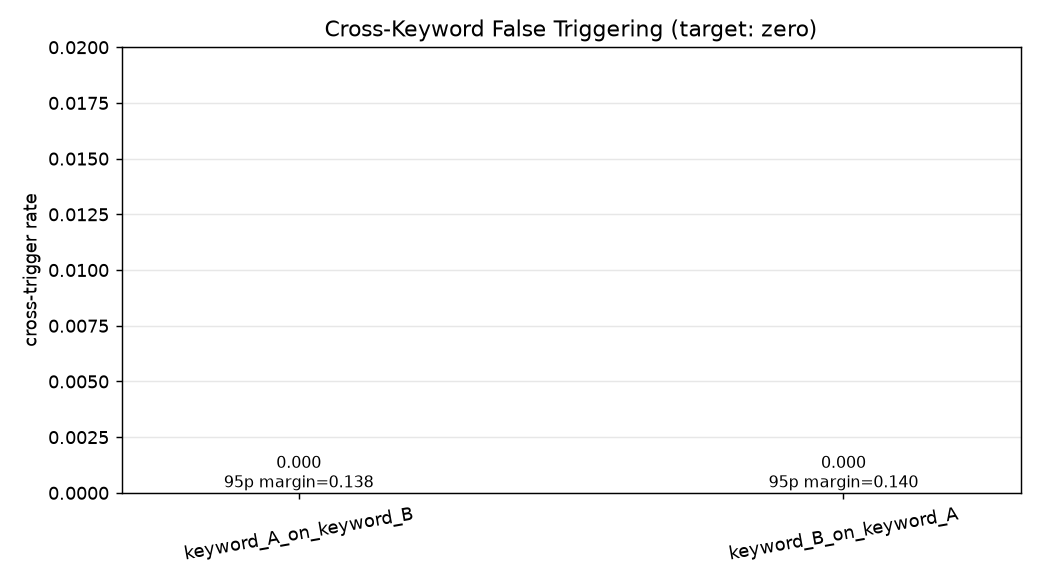 Cross-Keyword False Triggering (target: zero)
cross-trigger rate
0.0200
0.0175
0.0150
0.0125
0.0100
0.0075
0.0050
0.0025
0.0000
0.000
95p margin=0.138
0.000
95p margin=0.140
keyword_A_on_keyword_B
keyword_B_on_keyword_A